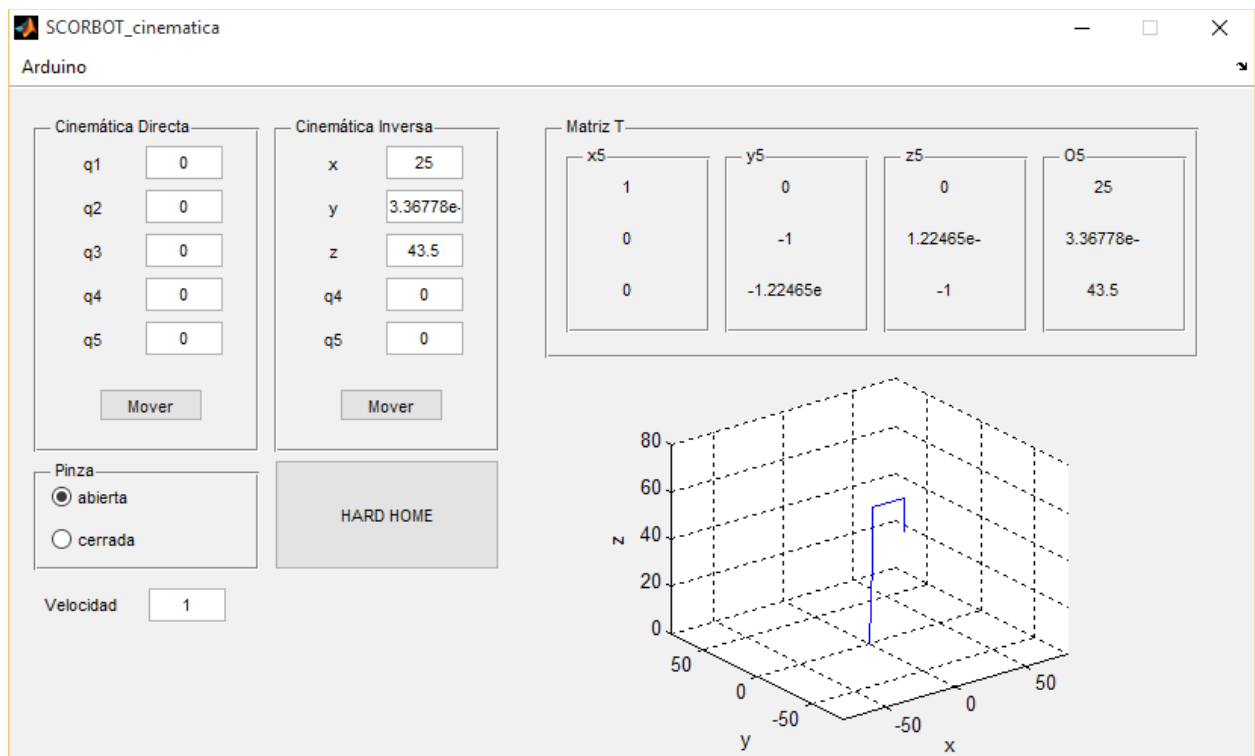 SCORBOT_cinematica
Arduino
Cinemática Directa
q1 0
q2 0
q3 0
q4 0
q5 0
Mover
Cinemática Inversa
x 25
y 3.36778e-
z 43.5
q4 0
q5 0
Mover
Matriz T
x5 y5 z5 O5
1 0 0 25
0 -1 1.22465e- 3.36778e-
0 -1.22465e -1 43.5
Pinza
abierta
cerrada
HARD HOME
Velocidad 1
80
60
40
20
0
z
50
0
-50
y
-50
0
50
x